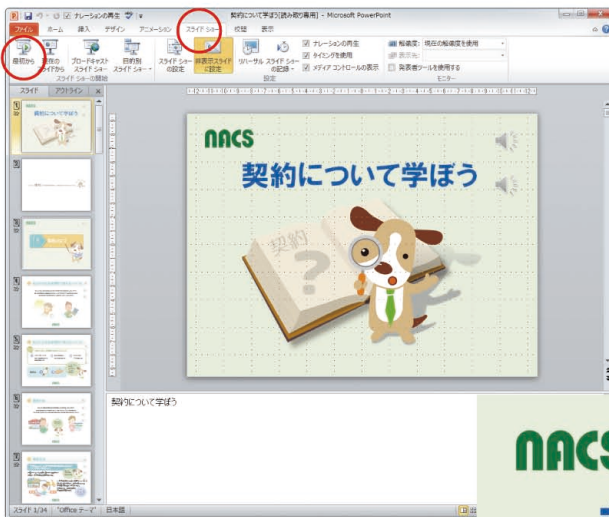 ナレーションの再生
契約について学ぼう[読み取り専用] - Microsoft PowerPoint
ファイル ホーム 挿入 デザイン アニメーション スライド ショー 校閲 表示
最初から 現在の スライドから ブロードキャスト スライド ショー 目的別 スライド ショー
スライド ショーの開始
スライド ショー の設定 非表示スライド に設定 リハーサル スライド ショー の記録
ナレーションの再生
タイミングを使用
メディア コントロールの表示
設定
解像度: 現在の解像度を使用
表示先:
発表者ツールを使用する
モニター
スライド アウトライン
NACS
契約について学ぼう
契約
?
契約について学ぼう
NACS
スライド 1/34 "Office テーマ" 日本語